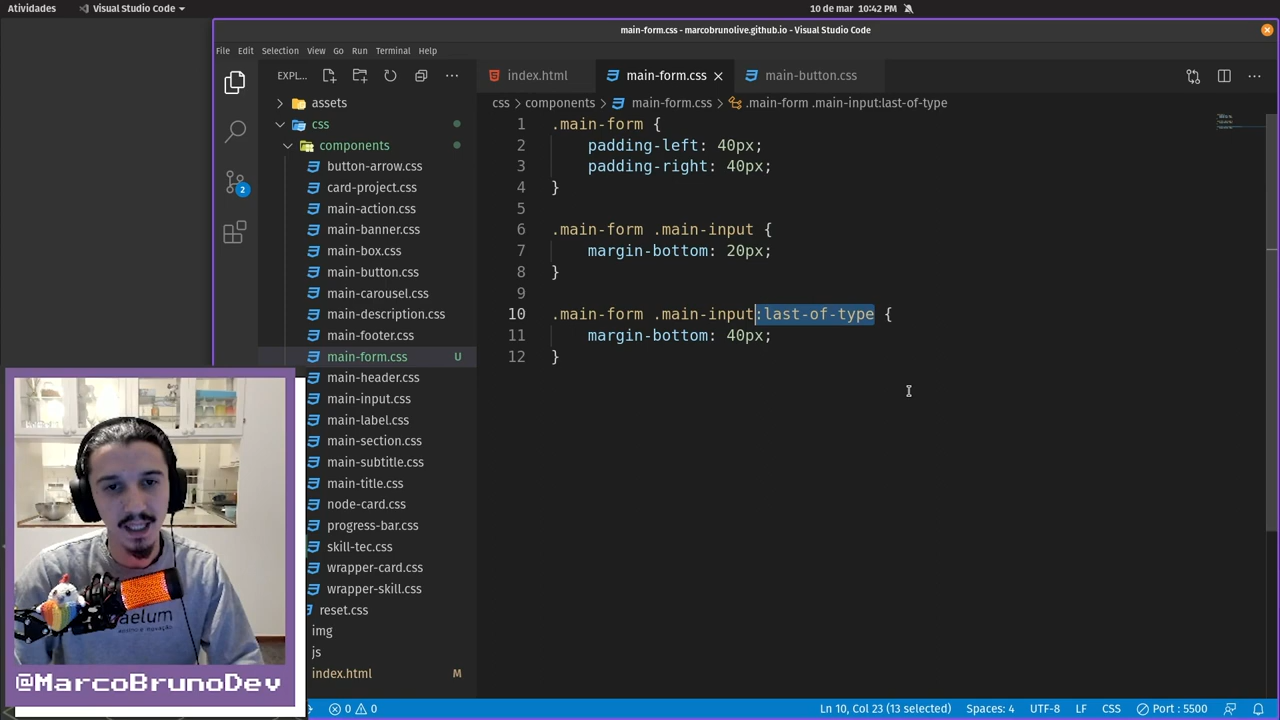 Atividades
Visual Studio Code
10 de mar 10:42 PM
main-form.css - marcobrunolive.github.io - Visual Studio Code
File Edit Selection View Go Run Terminal Help
EXPL...
index.html
main-form.css
main-button.css
css > components > main-form.css > .main-form .main-input:last-of-type
assets
css
components
button-arrow.css
card-project.css
main-action.css
main-banner.css
main-box.css
main-button.css
main-carousel.css
main-description.css
main-footer.css
main-form.css U
main-header.css
main-input.css
main-label.css
main-section.css
main-subtitle.css
main-title.css
node-card.css
progress-bar.css
skill-tec.css
wrapper-card.css
wrapper-skill.css
reset.css
img
js
index.html M
2
1 .main-form {
2 padding-left: 40px;
3 padding-right: 40px;
4 }
5
6 .main-form .main-input {
7 margin-bottom: 20px;
8 }
9
10 .main-form .main-input:last-of-type {
11 margin-bottom: 40px;
12 }
aelum
@MarcoBrunoDev
0 0
Ln 10, Col 23 (13 selected) Spaces: 4 UTF-8 LF CSS Port : 5500